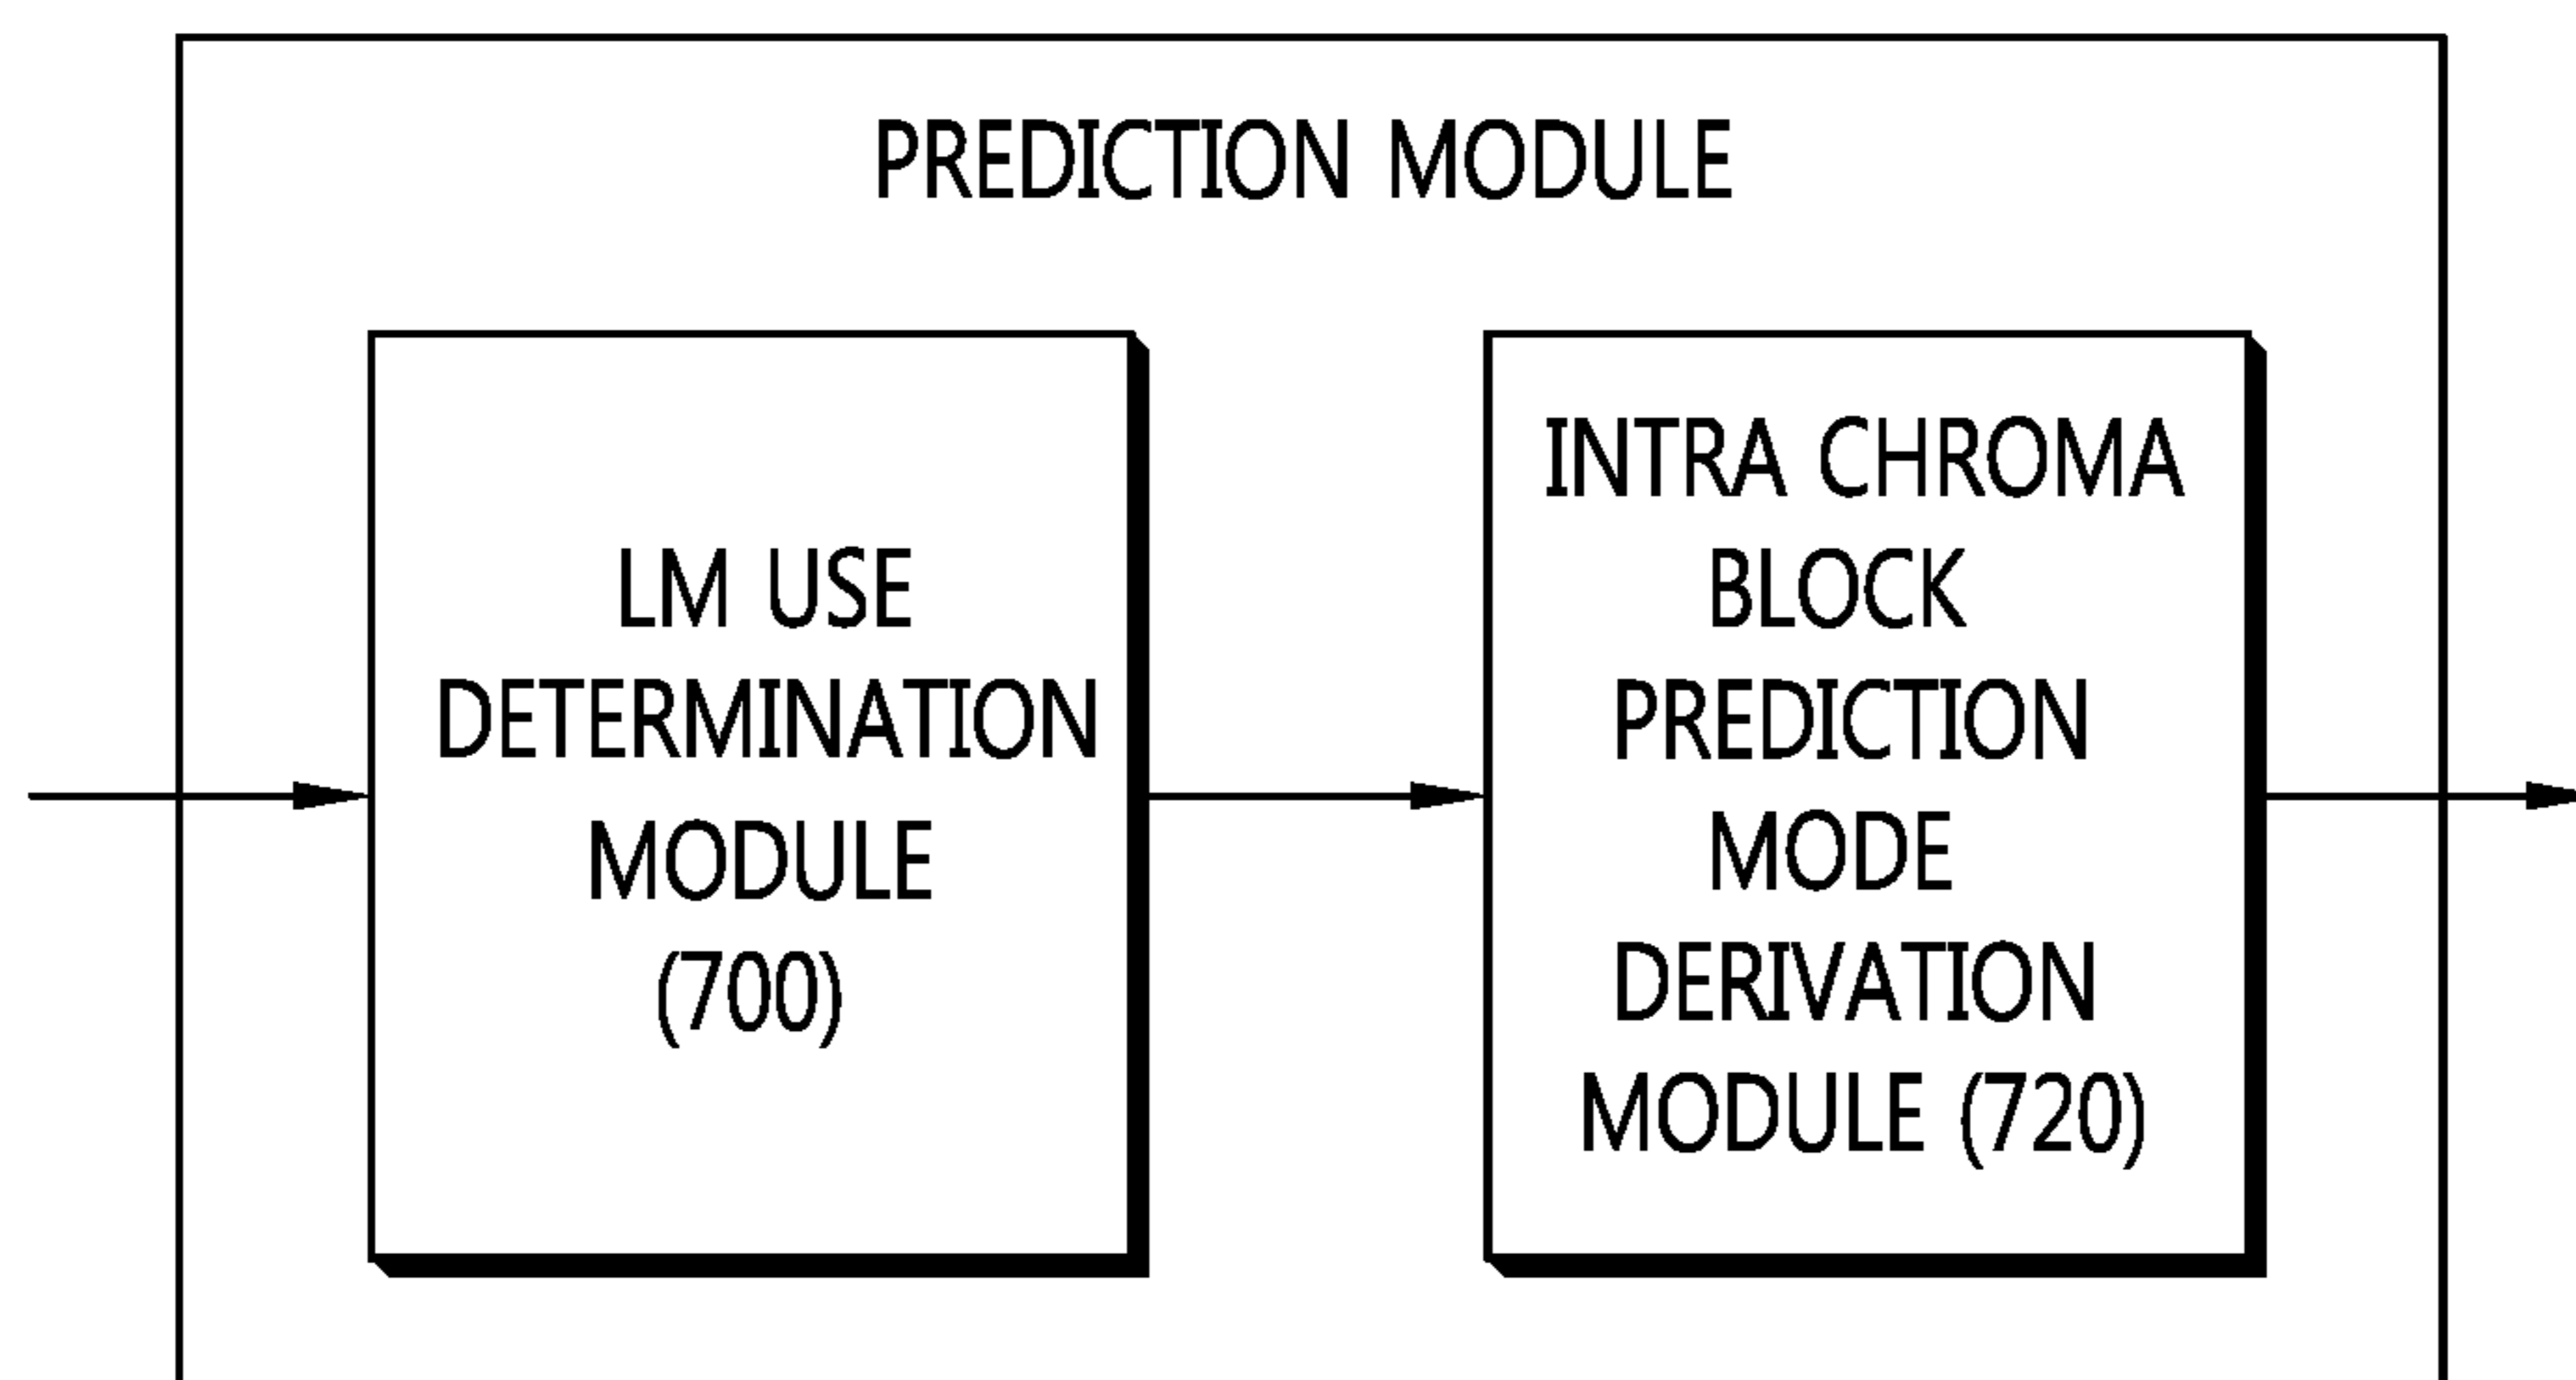 PREDICTION MODULE
LM USE
DETERMINATION
MODULE
(700)
INTRA CHROMA
BLOCK
PREDICTION
MODE
DERIVATION
MODULE (720)